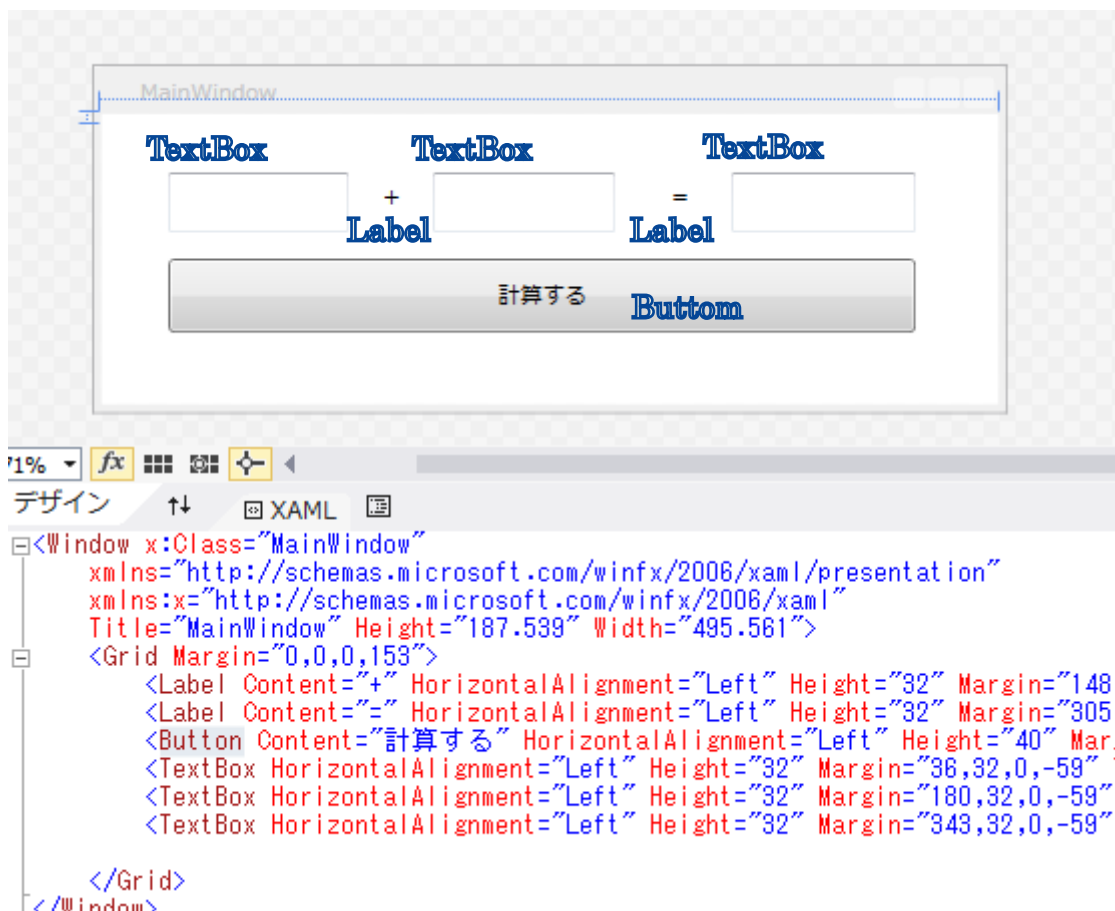 MainWindow
TextBox TextBox TextBox
+ =
Label Label
計算する Buttom
71% fx
デザイン XAML
<Window x:Class="MainWindow"
xmlns="http://schemas.microsoft.com/winfx/2006/xaml/presentation"
xmlns:x="http://schemas.microsoft.com/winfx/2006/xaml"
Title="MainWindow" Height="187.539" Width="495.561">
<Grid Margin="0,0,0,153">
<Label Content="+" HorizontalAlignment="Left" Height="32" Margin="148
<Label Content="=" HorizontalAlignment="Left" Height="32" Margin="305
<Button Content="計算する" HorizontalAlignment="Left" Height="40" Mar
<TextBox HorizontalAlignment="Left" Height="32" Margin="36,32,0,-59"
<TextBox HorizontalAlignment="Left" Height="32" Margin="180,32,0,-59"
<TextBox HorizontalAlignment="Left" Height="32" Margin="343,32,0,-59"
</Grid>
</Window>